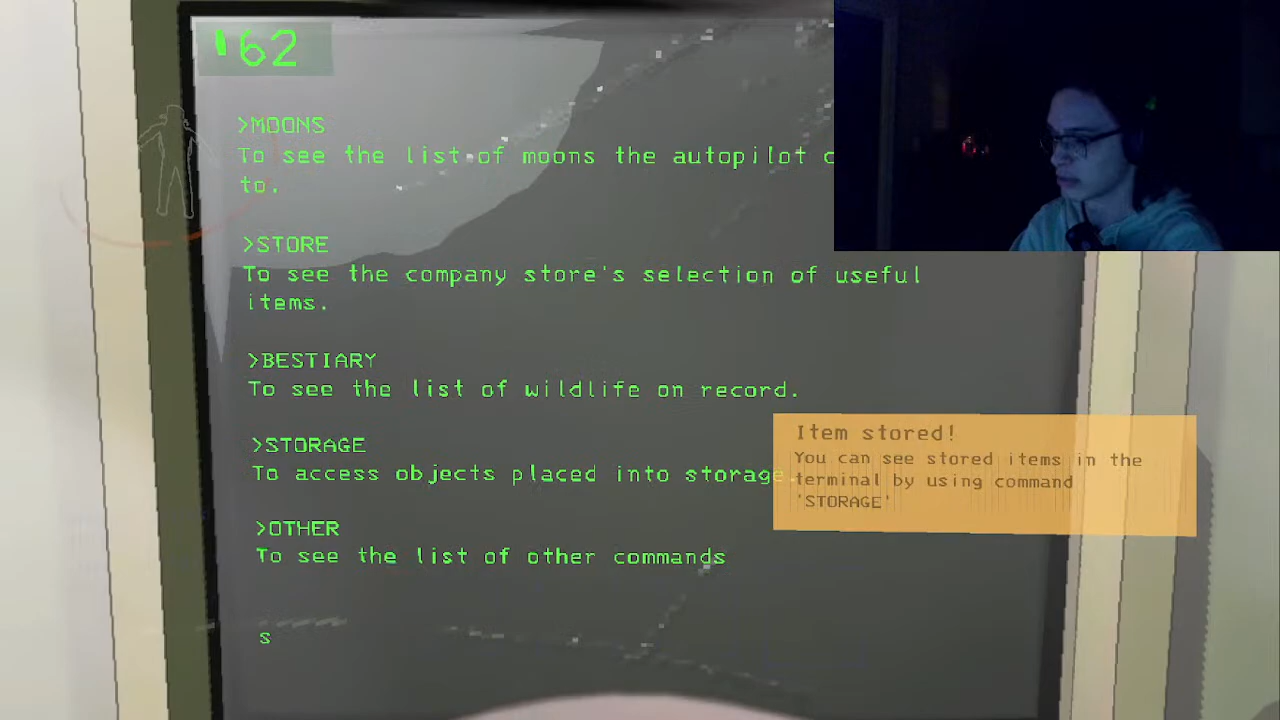 62
>MOONS
To see the list of moons the autopilot
to.
>STORE
To see the company store's selection of useful
items.
>BESTIARY
To see the list of wildlife on record.
>STORAGE
To access objects placed into storage.
>OTHER
To see the list of other commands
s
Item stored!
You can see stored items in the
terminal by using command
'STORAGE'